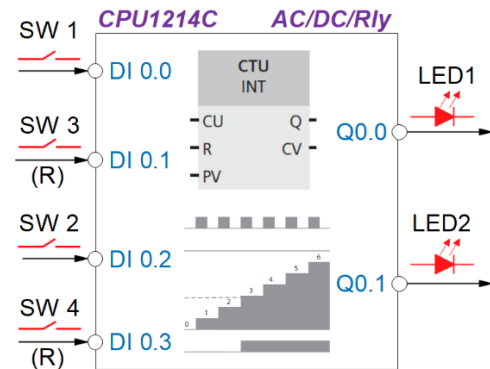 CPU1214C AC/DC/Rly
SW 1
DI 0.0
CTU
INT
CU Q
R CV
PV
LED1
Q0.0
SW 3
DI 0.1
(R)
SW 2
DI 0.2
LED2
Q0.1
0 1 2 3 4 5 6
SW 4
DI 0.3
(R)